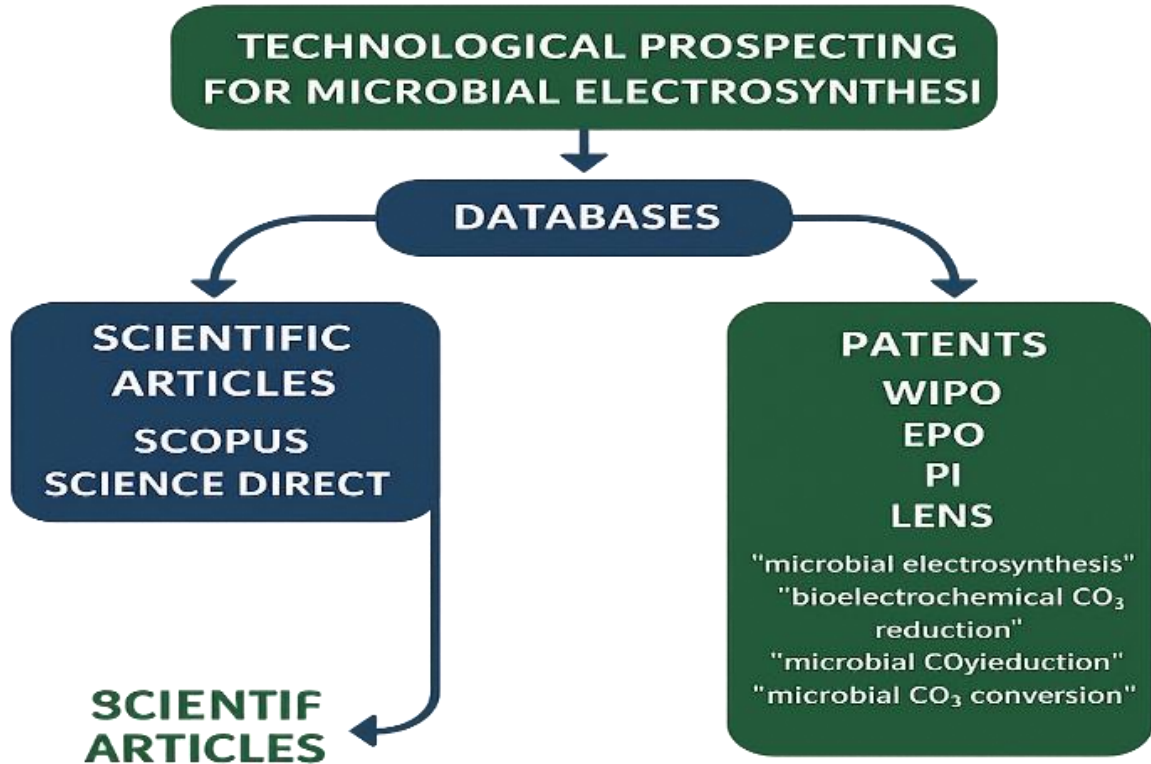 TECHNOLOGICAL PROSPECTING
FOR MICROBIAL ELECTROSYNTHESI
DATABASES
SCIENTIFIC
ARTICLES
SCOPUS
SCIENCE DIRECT
PATENTS
WIPO
EPO
PI
LENS
"microbial electrosynthesis"
"bioelectrochemical CO₃
reduction"
"microbial COyieduction"
"microbial CO₃ conversion"
SCIENTIF
ARTICLES